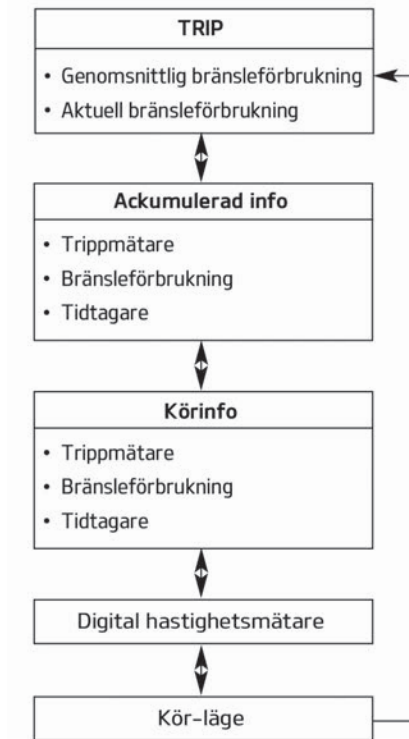 TRIP
• Genomsnittlig bränsleförbrukning
• Aktuell bränsleförbrukning
Ackumulerad info
• Trippmätare
• Bränsleförbrukning
• Tidtagare
Körinfo
• Trippmätare
• Bränsleförbrukning
• Tidtagare
Digital hastighetsmätare
Kör-läge